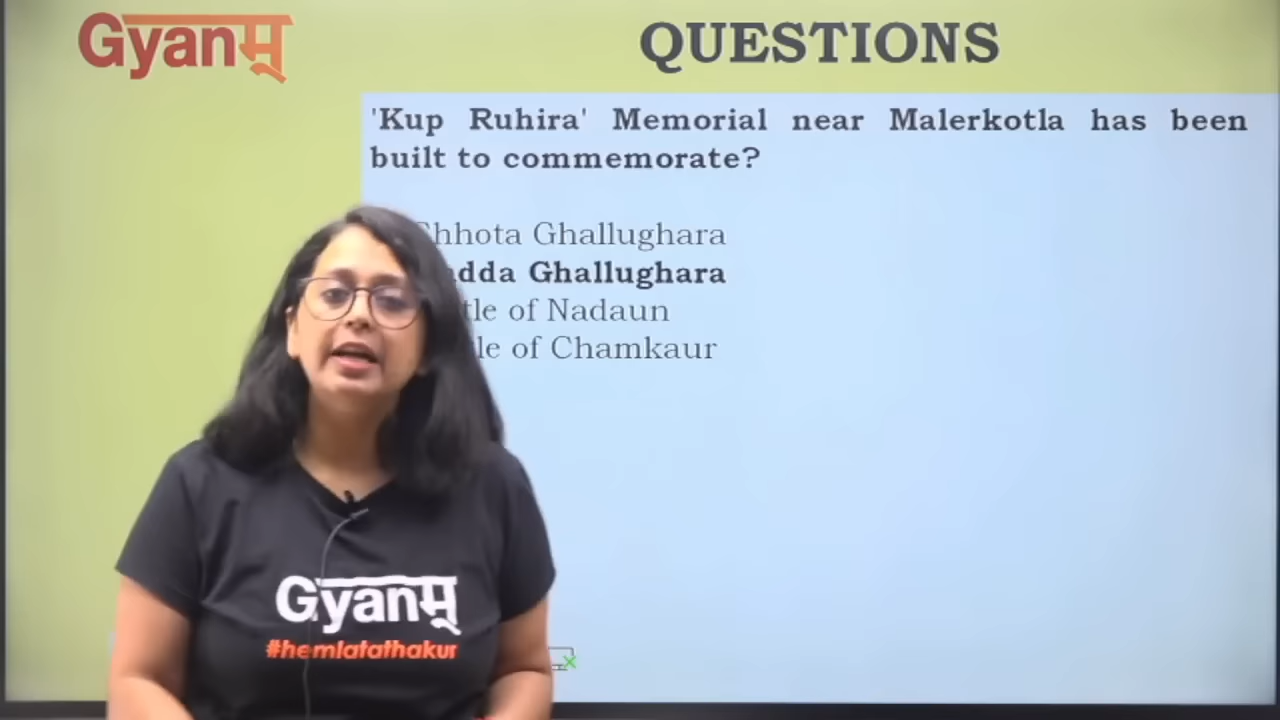 Gyanम्
QUESTIONS
'Kup Ruhira' Memorial near Malerkotla has been
built to commemorate?
Ghallughara
Ghallughara
of Nadaun
of Chamkaur
Gyanम्
#hemlatathakur